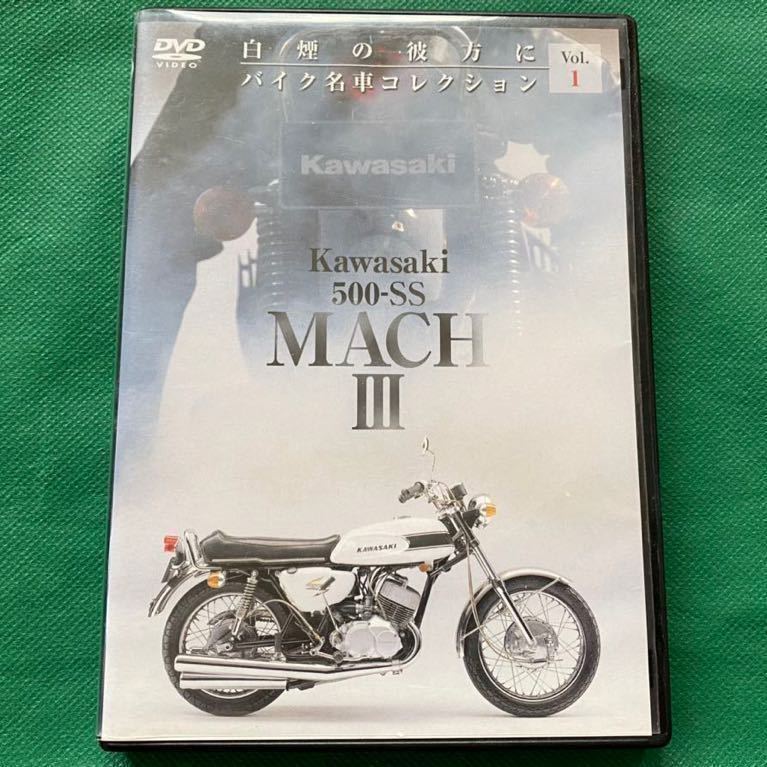 DVD
VIDEO
白煙の彼方に
バイク名車コレクション
Vol.
1
Kawasaki
Kawasaki
500-SS
MACH
III
KAWASAKI